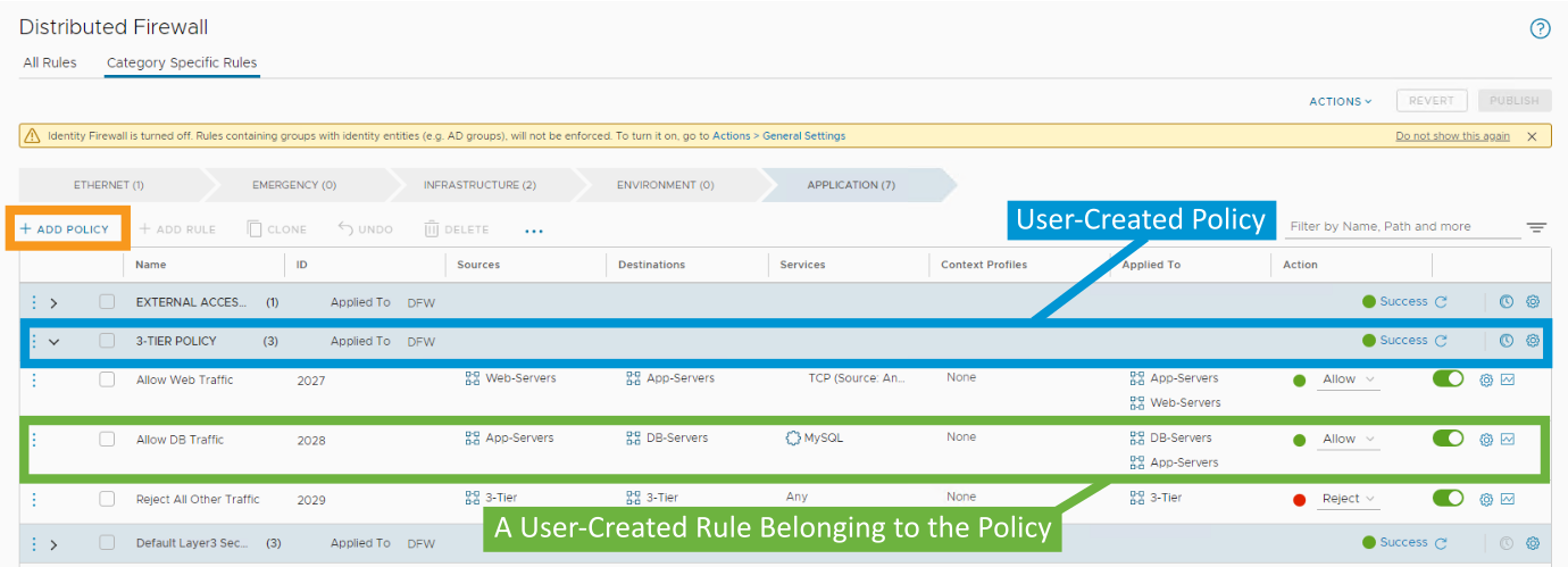 Distributed Firewall
All Rules Category Specific Rules
ACTIONS REVERT PUBLISH
Identity Firewall is turned off. Rules containing groups with identity entities (e.g. AD groups), will not be enforced. To turn it on, go to Actions > General Settings Do not show this again
ETHERNET (1) EMERGENCY (0) INFRASTRUCTURE (2) ENVIRONMENT (0) APPLICATION (7)
User-Created Policy
+ ADD POLICY + ADD RULE CLONE UNDO DELETE ... Filter by Name, Path and more
Name ID Sources Destinations Services Context Profiles Applied To Action
EXTERNAL ACCES... (1) Applied To DFW Success
3-TIER POLICY (3) Applied To DFW Success
Allow Web Traffic 2027 Web-Servers App-Servers TCP (Source: An... None App-Servers Allow
Web-Servers
Allow DB Traffic 2028 App-Servers DB-Servers MySQL None DB-Servers Allow
App-Servers
Reject All Other Traffic 2029 3-Tier 3-Tier Any None 3-Tier Reject
A User-Created Rule Belonging to the Policy
Default Layer3 Sec... (3) Applied To DFW Success